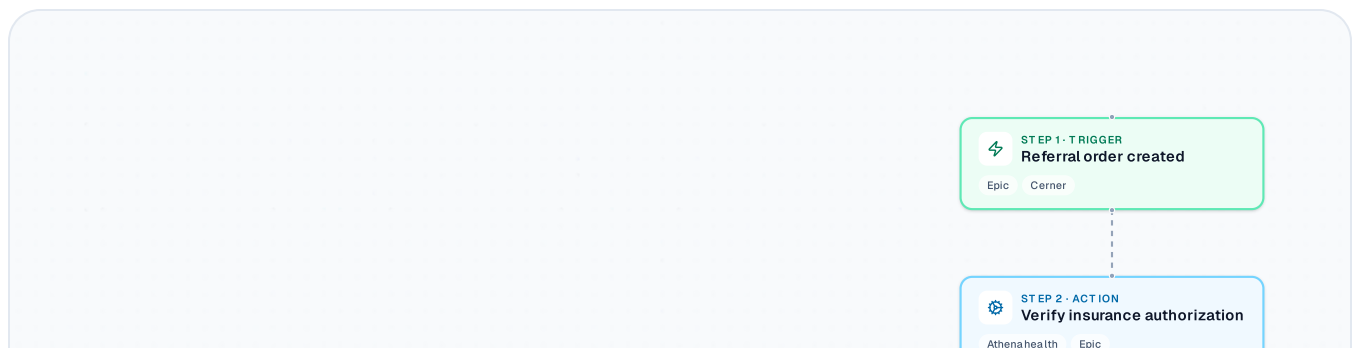 STEP 1 · TRIGGER
Referral order created
Epic Cerner
STEP 2 · ACTION
Verify insurance authorization
Athenahealth Epic